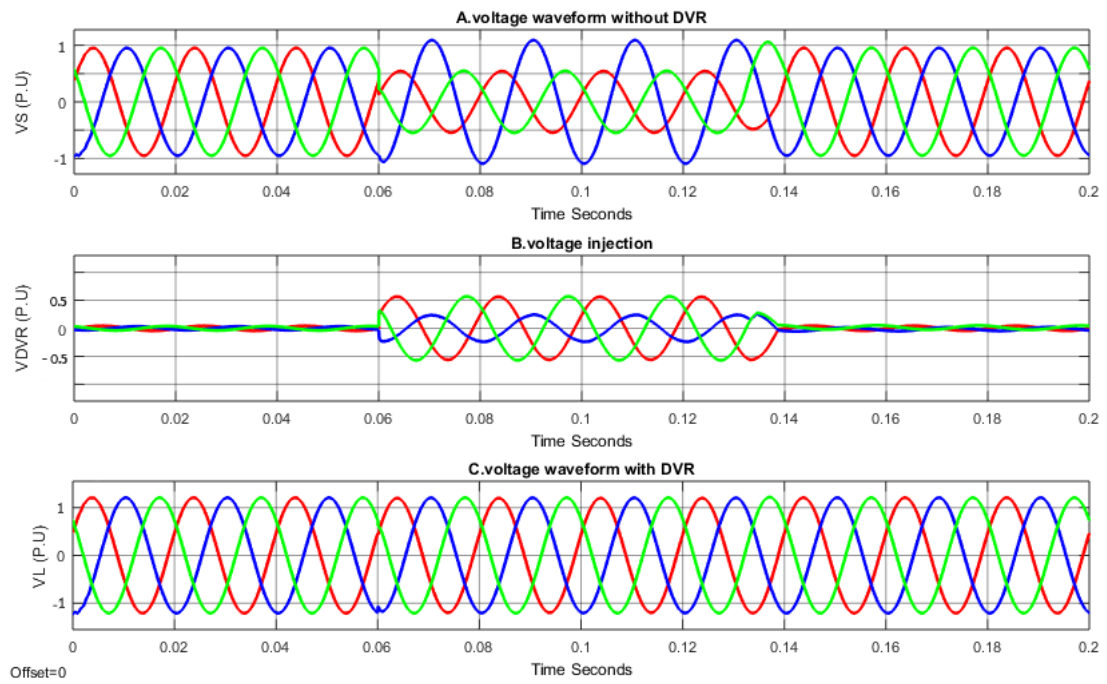 A.voltage waveform without DVR
VS (P.U)
1
0
-1
0 0.02 0.04 0.06 0.08 0.1 0.12 0.14 0.16 0.18 0.2
Time Seconds
B.voltage injection
VDVR (P.U)
0.5
0
-0.5
0 0.02 0.04 0.06 0.08 0.1 0.12 0.14 0.16 0.18 0.2
Time Seconds
C.voltage waveform with DVR
VL (P.U)
1
0
-1
0 0.02 0.04 0.06 0.08 0.1 0.12 0.14 0.16 0.18 0.2
Time Seconds
Offset=0